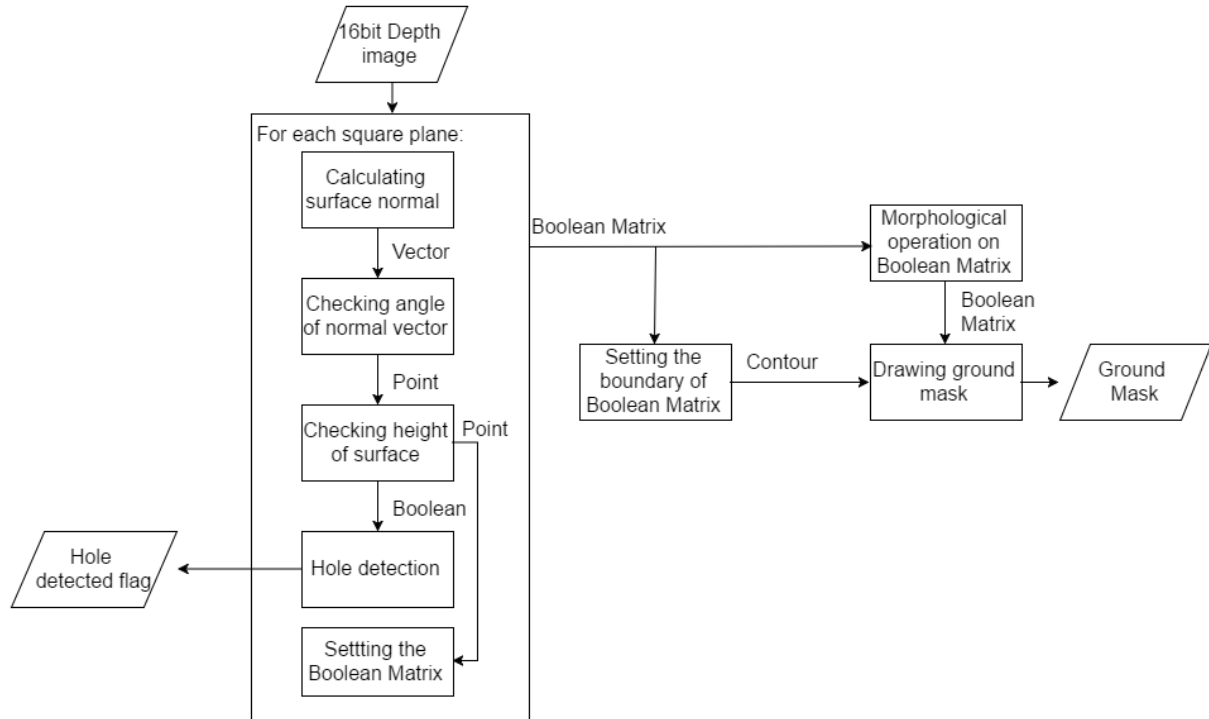 16bit Depth
image
For each square plane:
Calculating
surface normal
Vector
Checking angle
of normal vector
Point
Checking height
of surface
Point
Boolean
Hole detection
Hole
detected flag
Settting the
Boolean Matrix
Boolean Matrix
Morphological
operation on
Boolean Matrix
Boolean
Matrix
Setting the
boundary of
Boolean Matrix
Contour
Drawing ground
mask
Ground
Mask